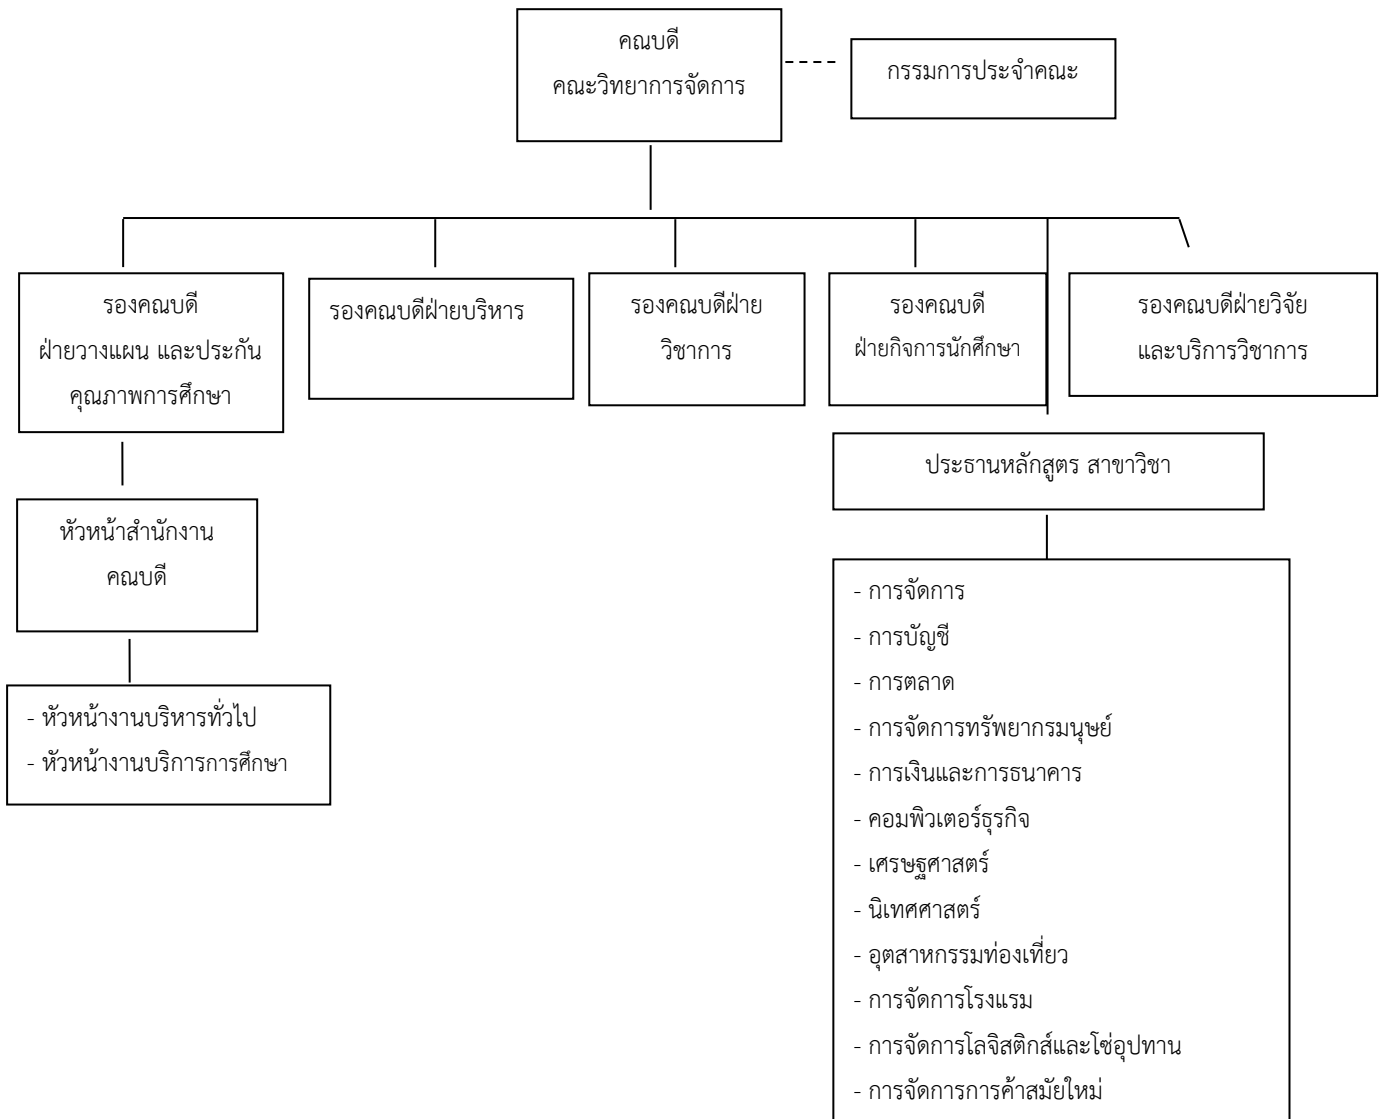 คณบดี
คณะวิทยาการจัดการ
กรรมการประจำคณะ
รองคณบดี
ฝ่ายวางแผน และประกัน
คุณภาพการศึกษา
รองคณบดีฝ่ายบริหาร
รองคณบดีฝ่าย
วิชาการ
รองคณบดี
ฝ่ายกิจการนักศึกษา
รองคณบดีฝ่ายวิจัย
และบริการวิชาการ
หัวหน้าสำนักงาน
คณบดี
- หัวหน้างานบริหารทั่วไป
- หัวหน้างานบริการการศึกษา
ประธานหลักสูตร สาขาวิชา
- การจัดการ
- การบัญชี
- การตลาด
- การจัดการทรัพยากรมนุษย์
- การเงินและการธนาคาร
- คอมพิวเตอร์ธุรกิจ
- เศรษฐศาสตร์
- นิเทศศาสตร์
- อุตสาหกรรมท่องเที่ยว
- การจัดการโรงแรม
- การจัดการโลจิสติกส์และโซ่อุปทาน
- การจัดการการค้าสมัยใหม่